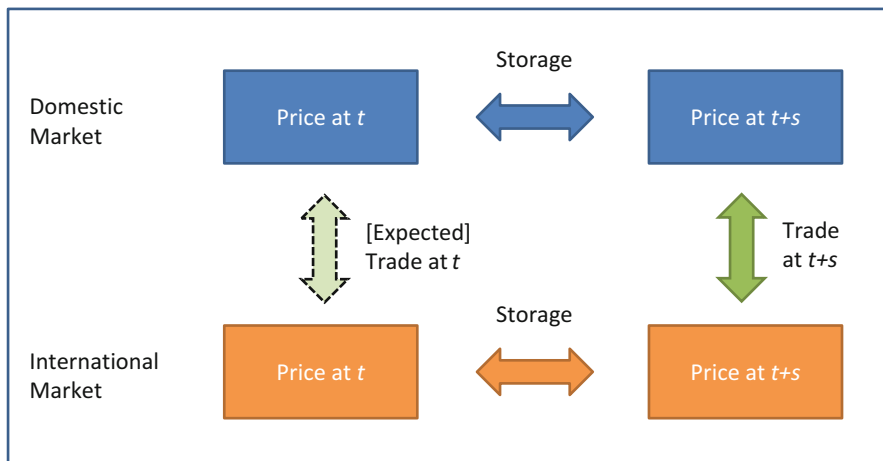 Storage
Domestic
Market
Price at t
Price at t+s
[Expected]
Trade at t
Trade
at t+s
Storage
International
Market
Price at t
Price at t+s